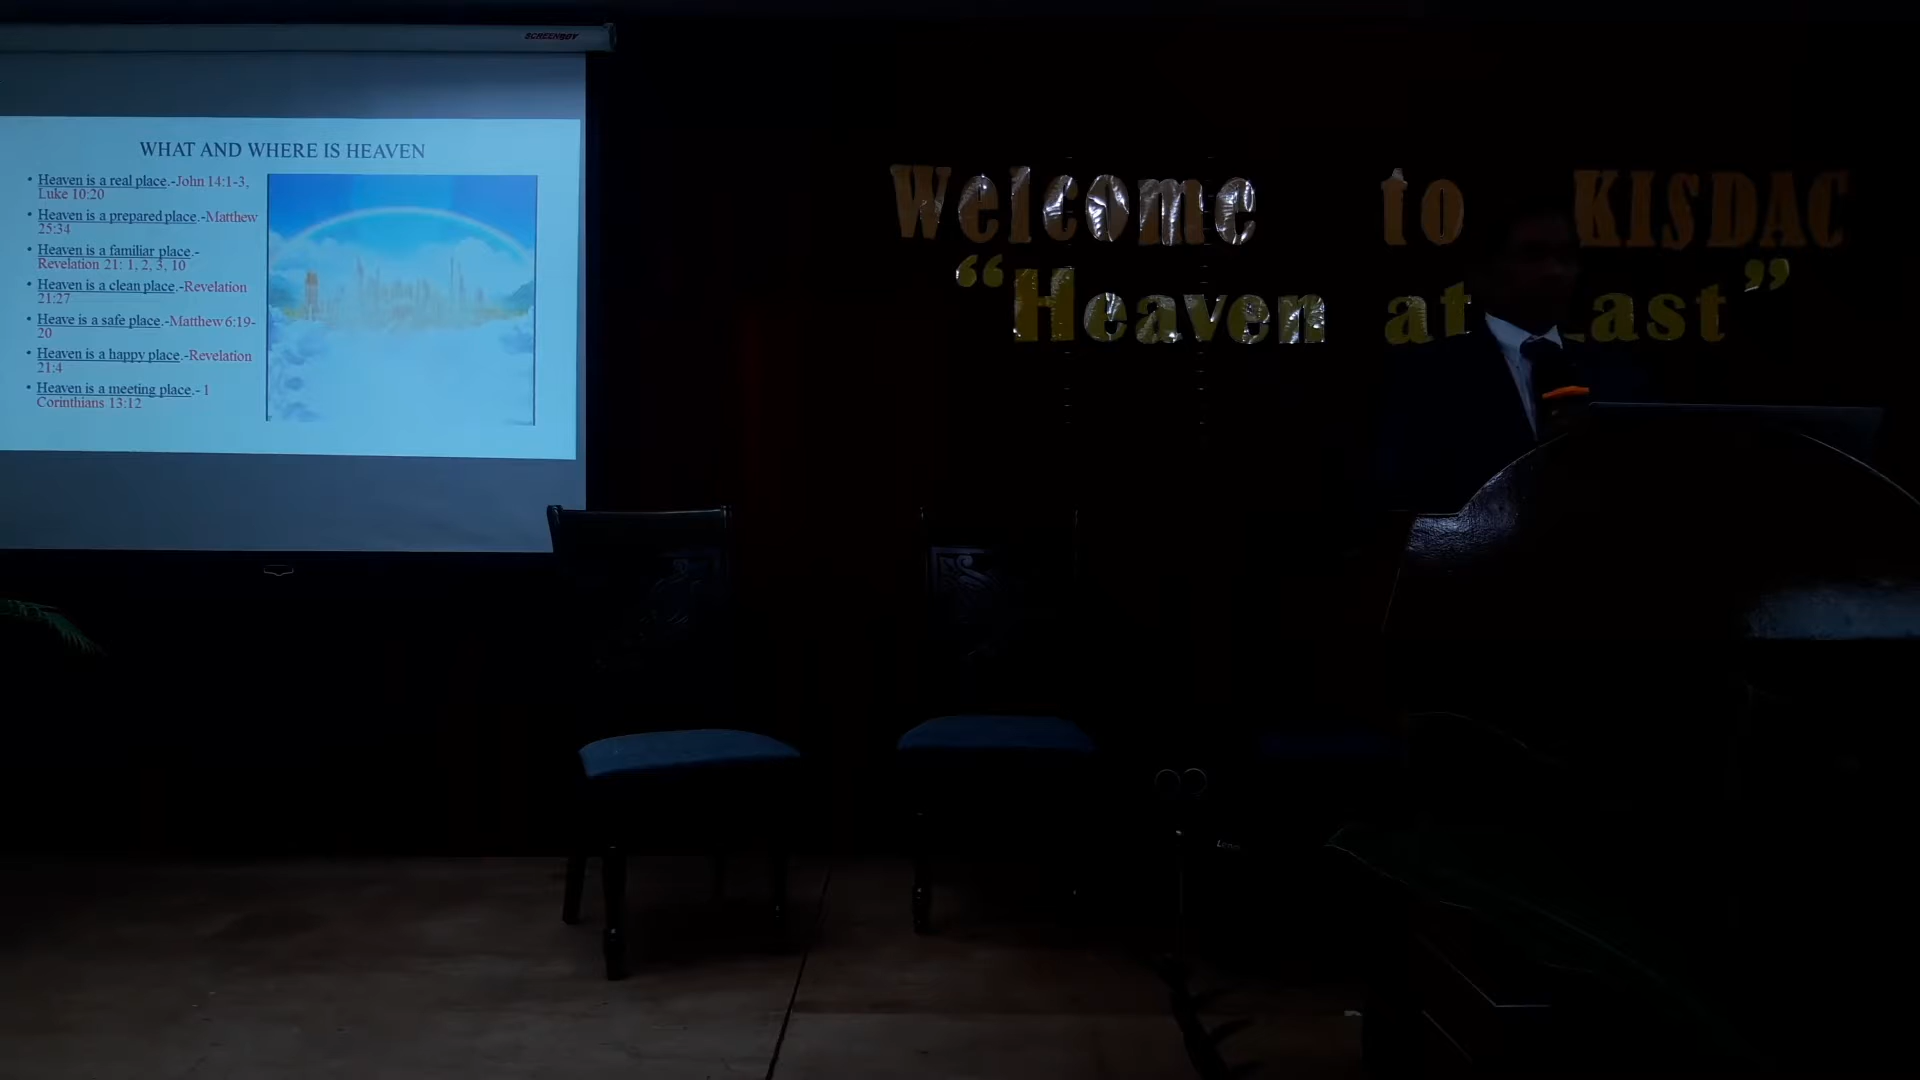 SCREENBOY
WHAT AND WHERE IS HEAVEN
• Heaven is a real place.-John 14:1-3,
Luke 10:20
• Heaven is a prepared place.-Matthew
25:34
• Heaven is a familiar place.-
Revelation 21: 1, 2, 3, 10
• Heaven is a clean place.-Revelation
21:27
• Heave is a safe place.-Matthew 6:19-
20
• Heaven is a happy place.-Revelation
21:4
• Heaven is a meeting place.- 1
Corinthians 13:12
Welcome to KISDAC
“Heaven at ast”